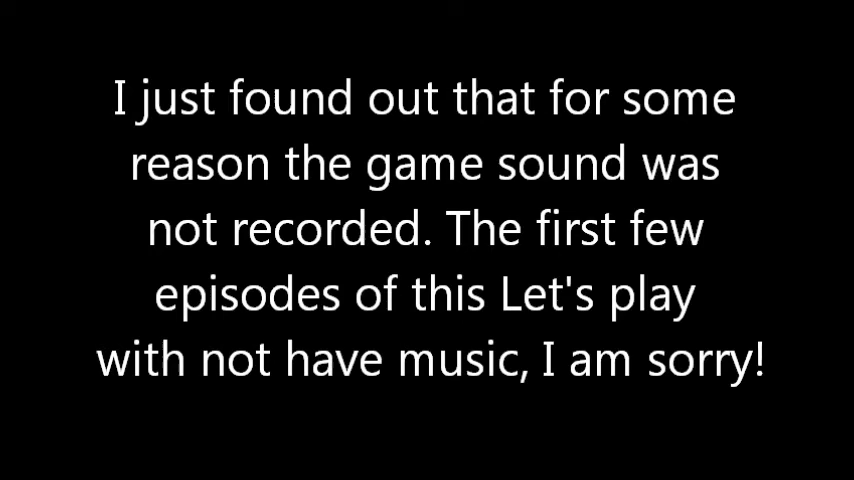 I just found out that for some
reason the game sound was
not recorded. The first few
episodes of this Let's play
with not have music, I am sorry!